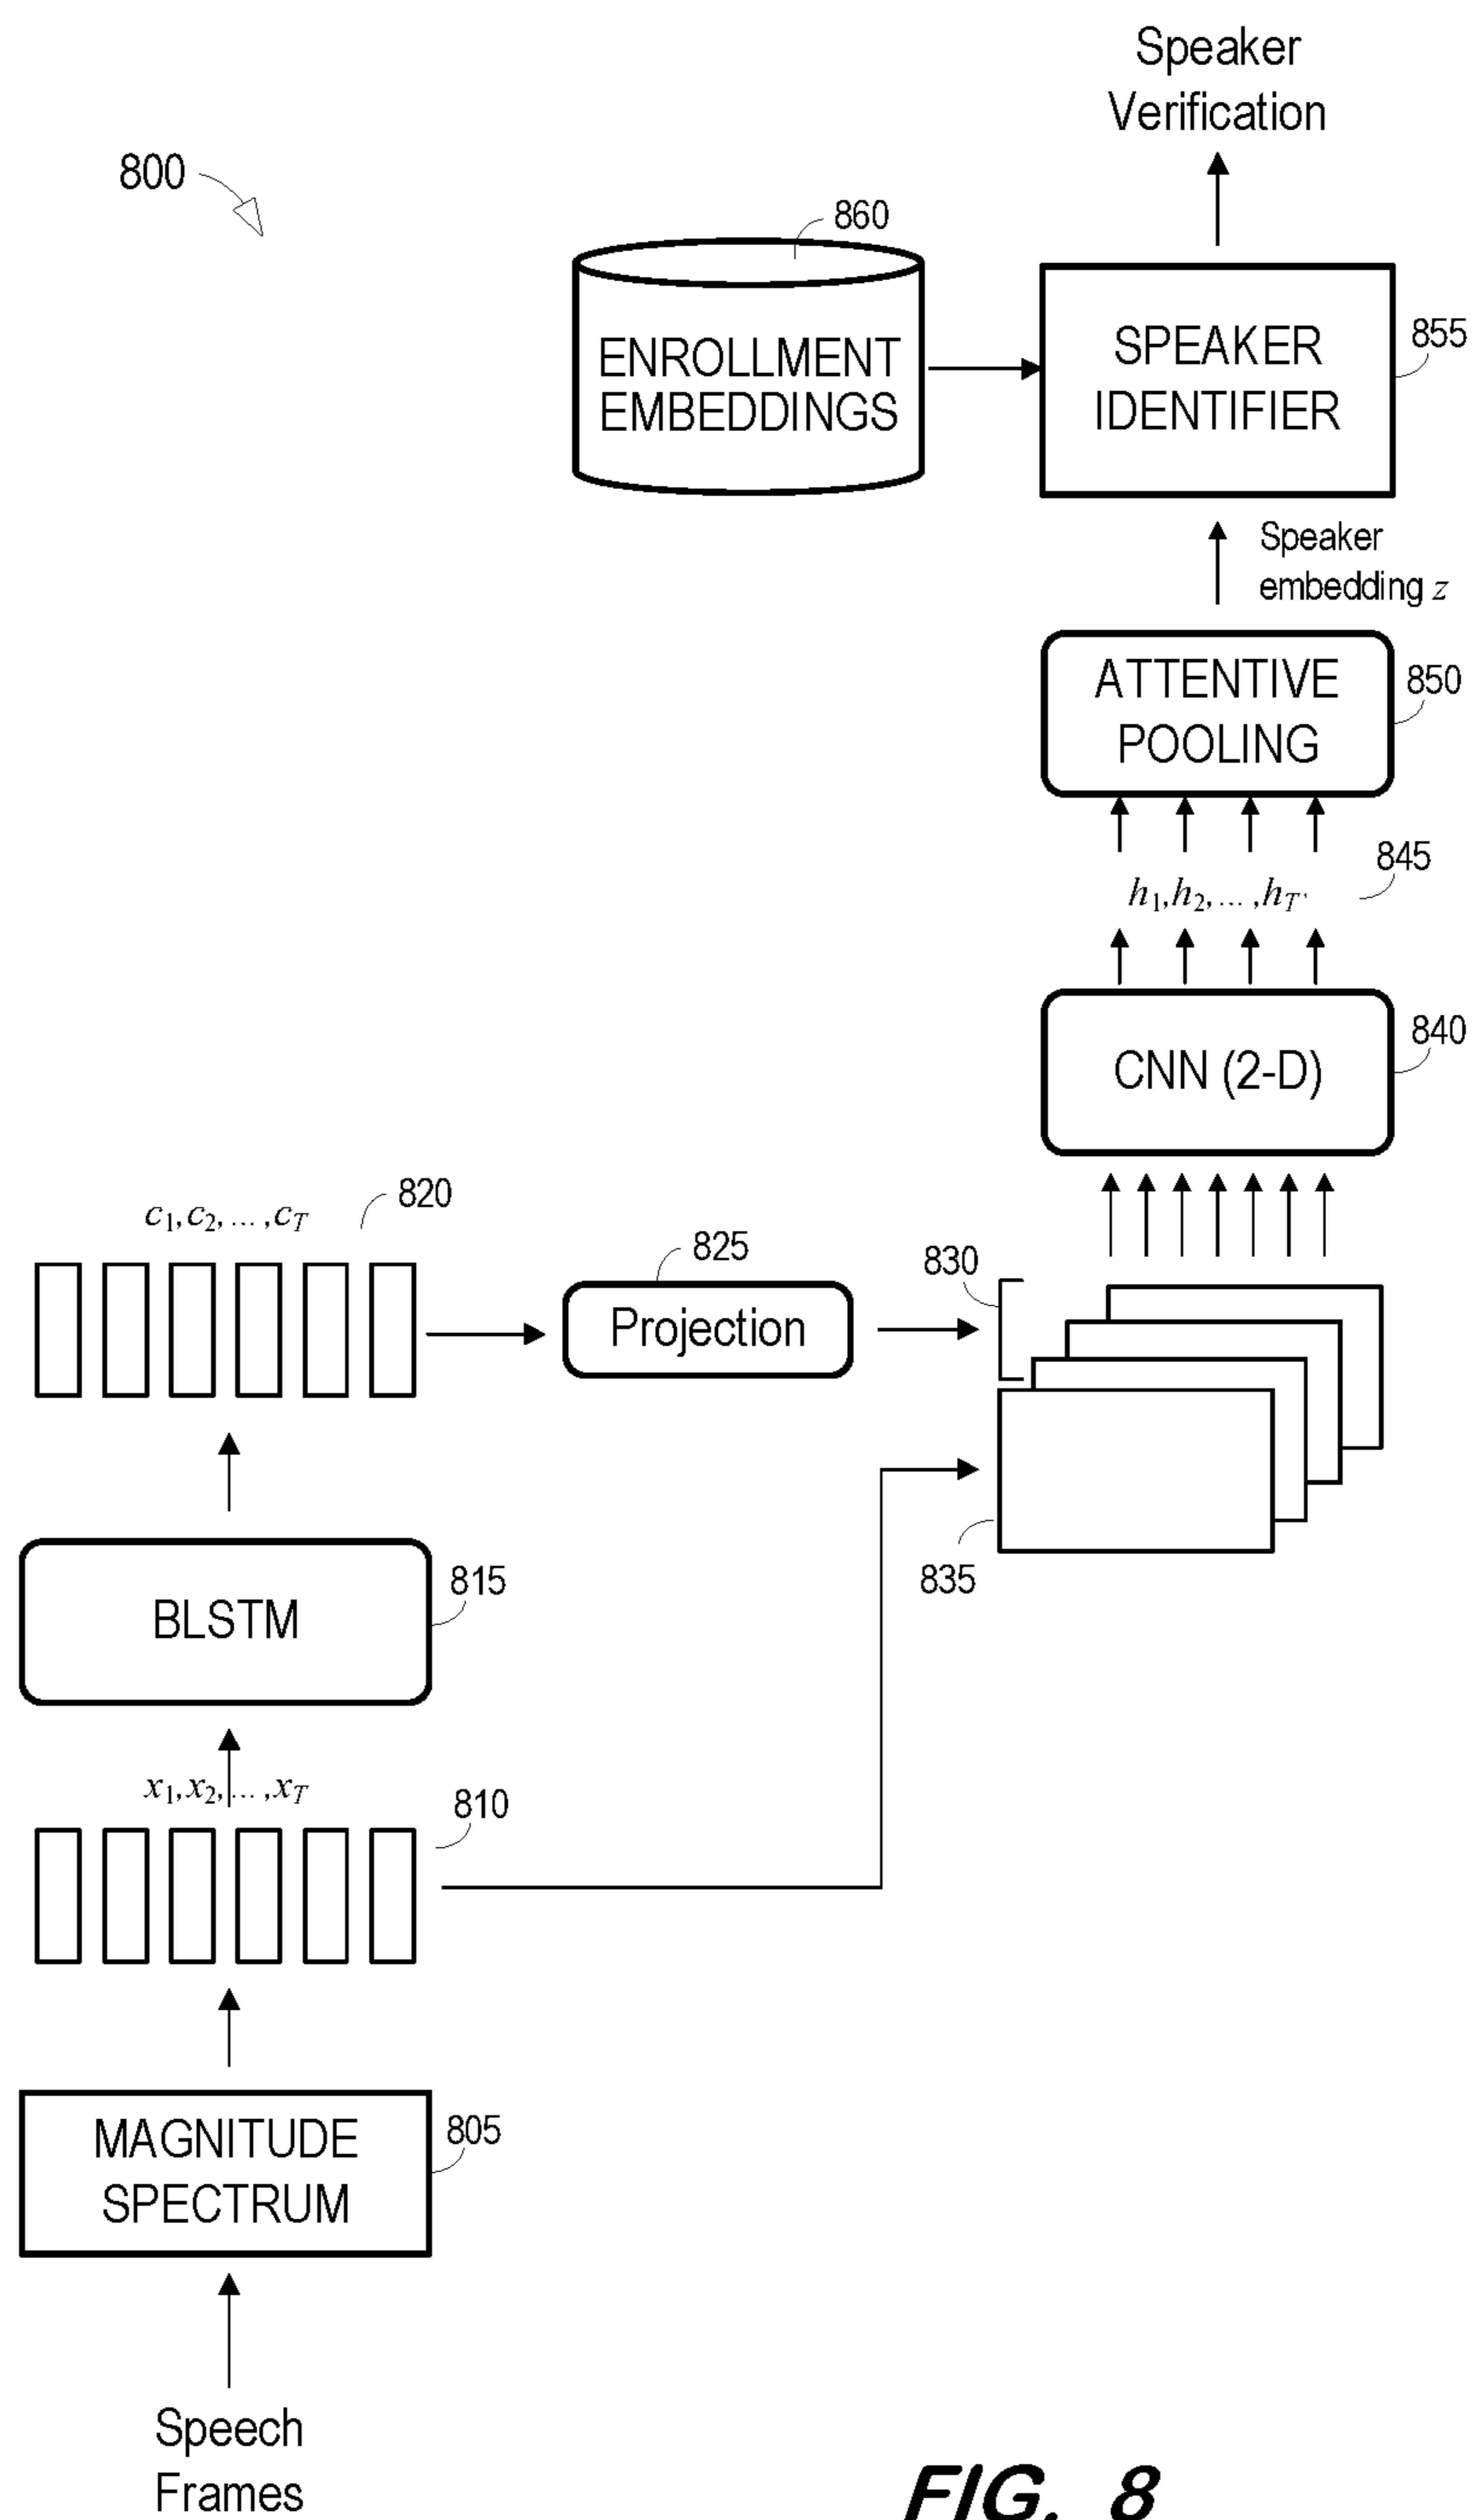 Speaker
Verification
800
860
ENROLLMENT
EMBEDDINGS
SPEAKER
IDENTIFIER
855
Speaker
embedding z
ATTENTIVE
POOLING
850
h1,h2,...,hT'
845
CNN (2-D)
840
c1,c2,...,cT
820
825
Projection
830
835
BLSTM
815
x1,x2,...,xT
810
MAGNITUDE
SPECTRUM
805
Speech
Frames
FIG. 8